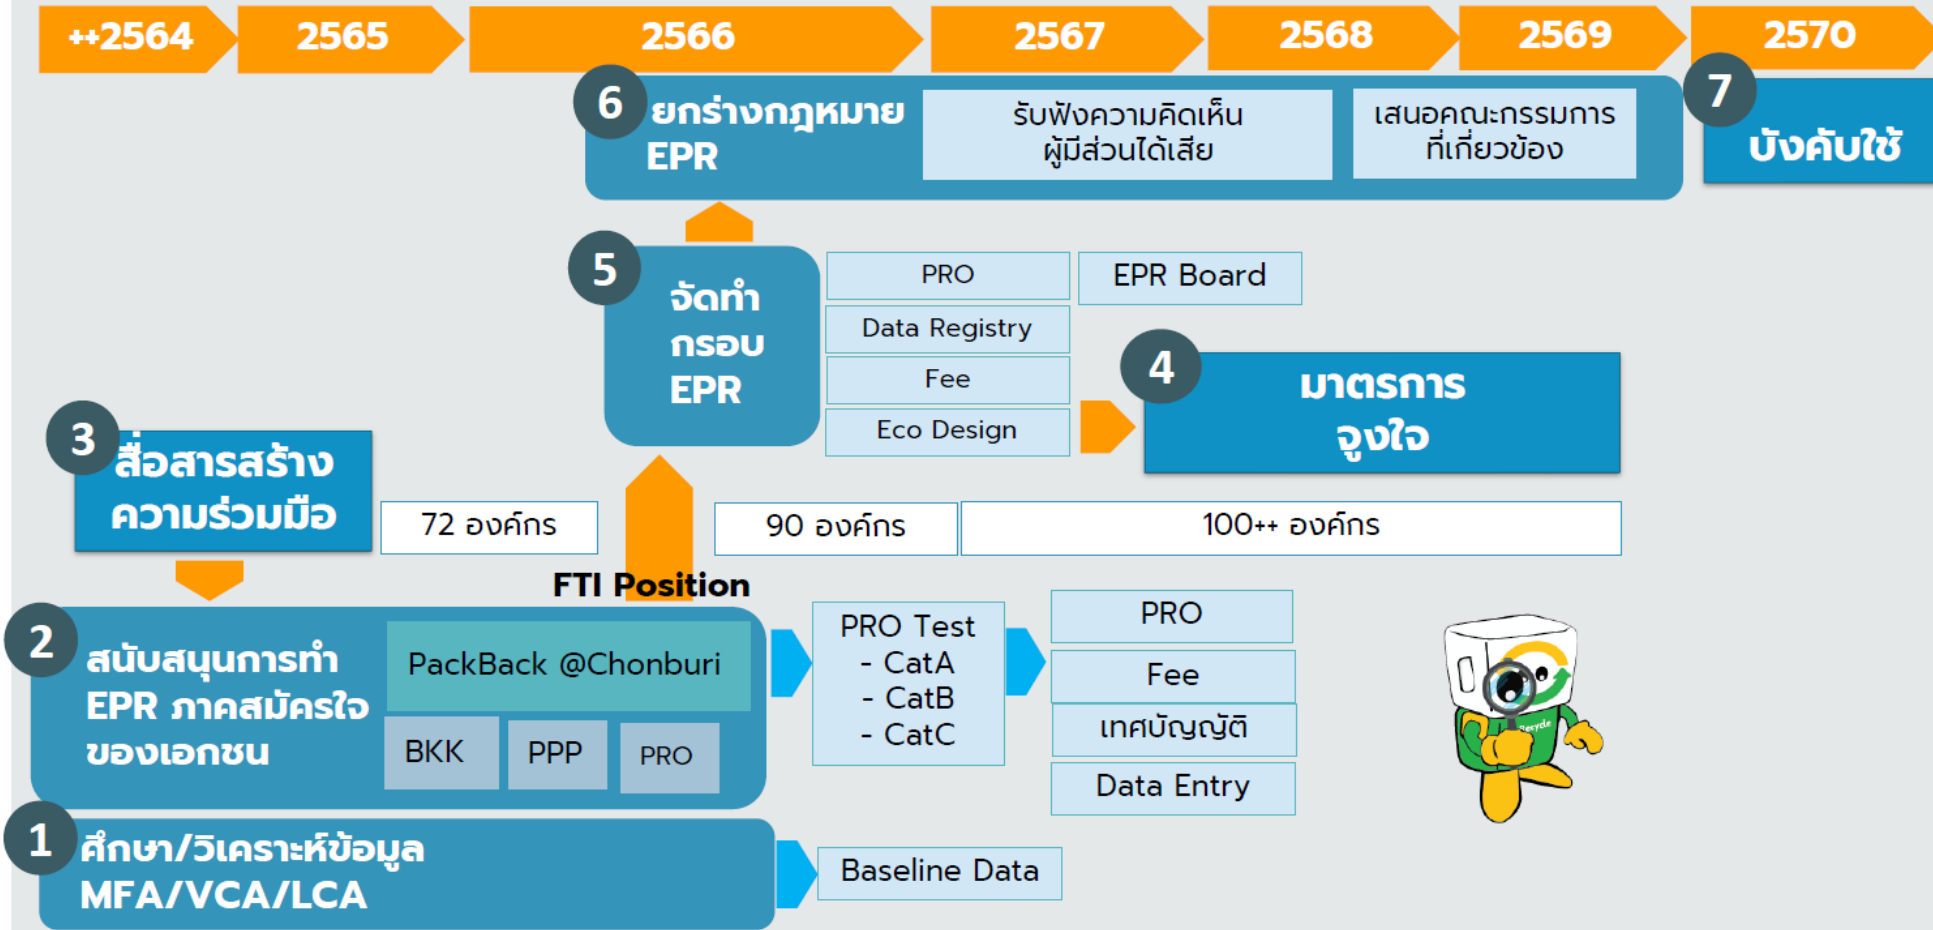 ++2564
2565
2566
2567
2568
2569
2570
6
ยกร่างกฎหมาย
EPR
รับฟังความคิดเห็น
ผู้มีส่วนได้เสีย
เสนอคณะกรรมการ
ที่เกี่ยวข้อง
7
บังคับใช้
5
จัดทำ
กรอบ
EPR
PRO
EPR Board
Data Registry
Fee
Eco Design
4
มาตรการ
จูงใจ
3
สื่อสารสร้าง
ความร่วมมือ
72 องค์กร
90 องค์กร
100++ องค์กร
FTI Position
2
สนับสนุนการทำ
EPR ภาคสมัครใจ
ของเอกชน
PackBack @Chonburi
BKK
PPP
PRO
PRO Test
- CatA
- CatB
- CatC
PRO
Fee
เทศบัญญัติ
Data Entry
Recycle
1
ศึกษา/วิเคราะห์ข้อมูล
MFA/VCA/LCA
Baseline Data